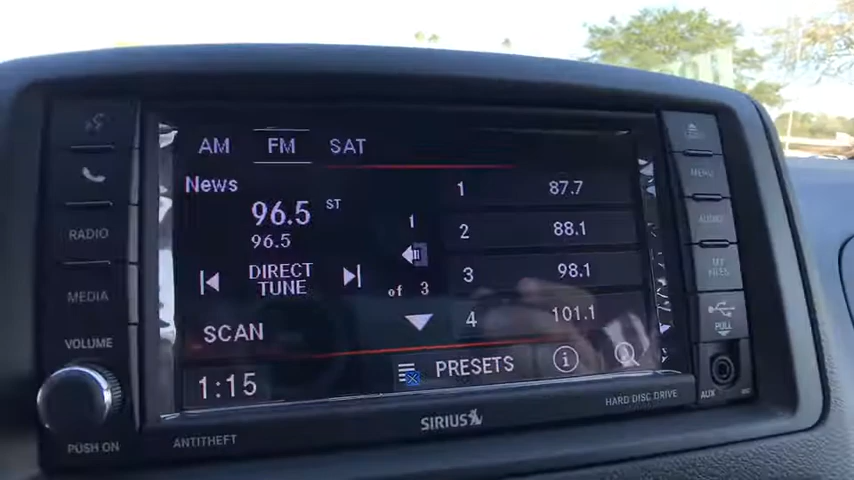 AM FM SAT
News
96.5 ST
96.5
DIRECT
TUNE
SCAN
1:15
1
of 3
1 87.7
2 88.1
3 98.1
4 101.1
PRESETS
RADIO
MEDIA
VOLUME
PUSH ON
ANTITHEFT
SIRIUS
HARD DISC DRIVE
MENU
AUDIO
MY
FILES
PULL
AUX